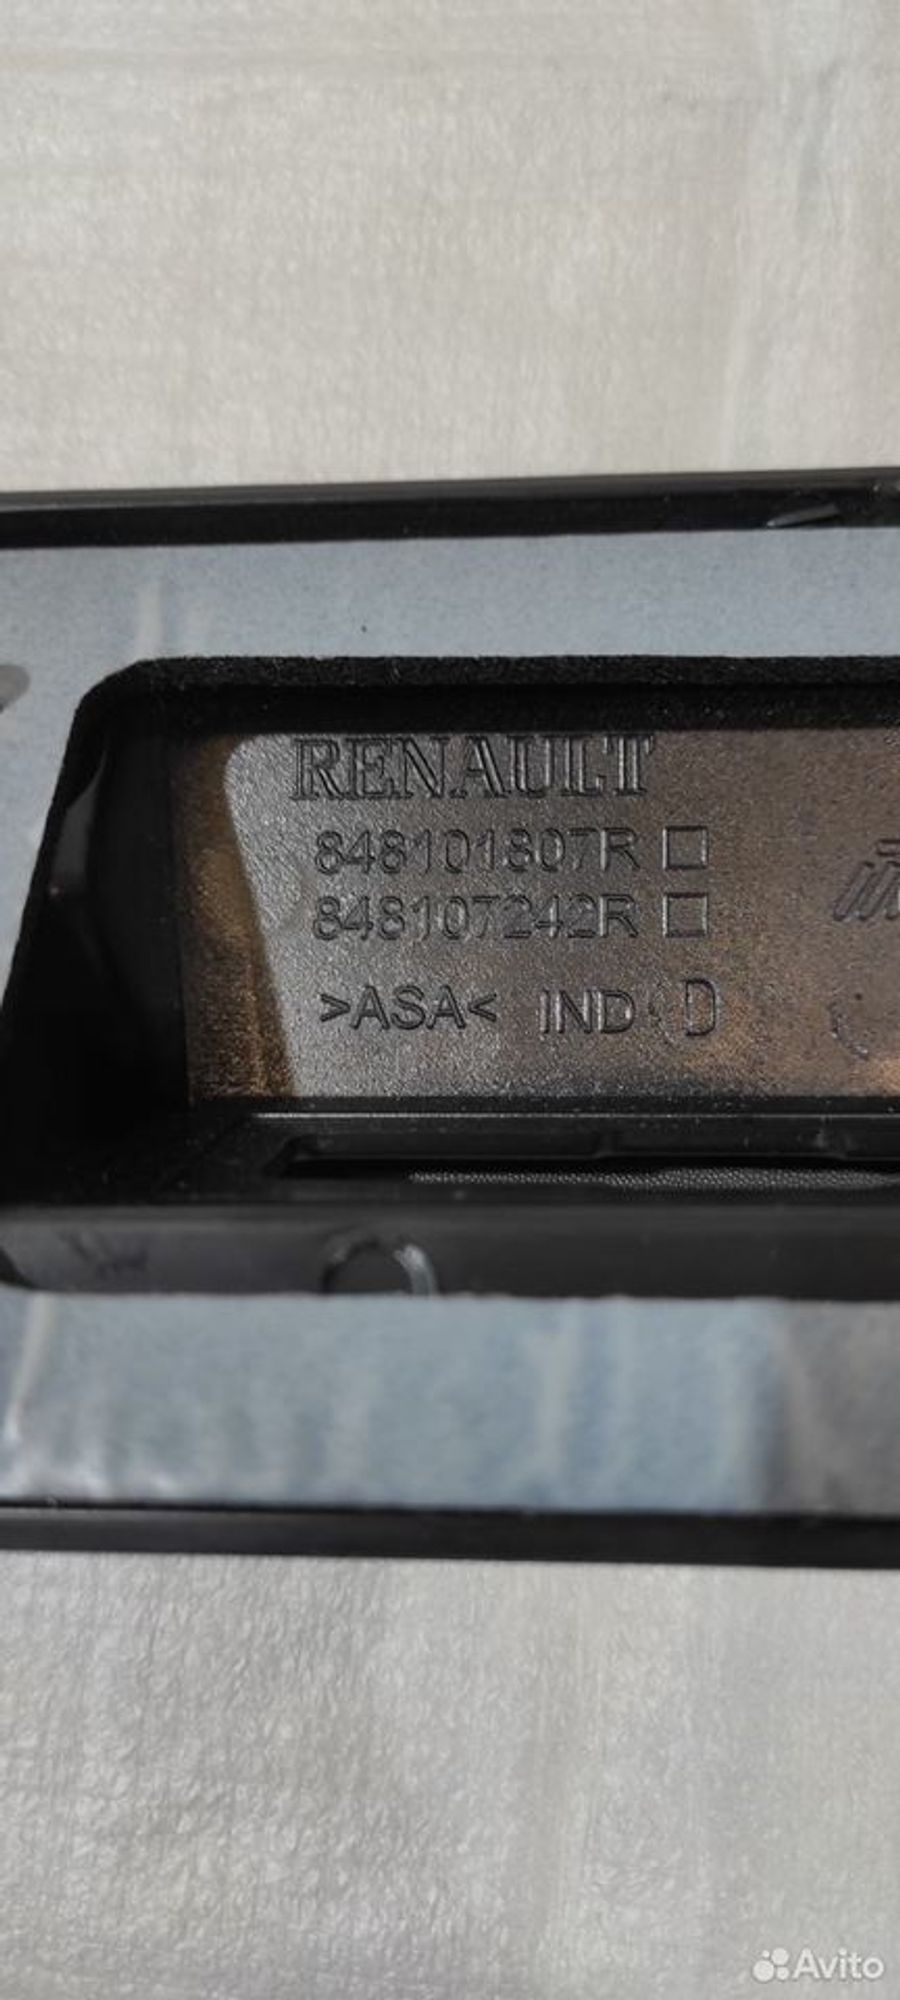 RENAULT
848101807R
848107242R
>ASA< IND D
Avito